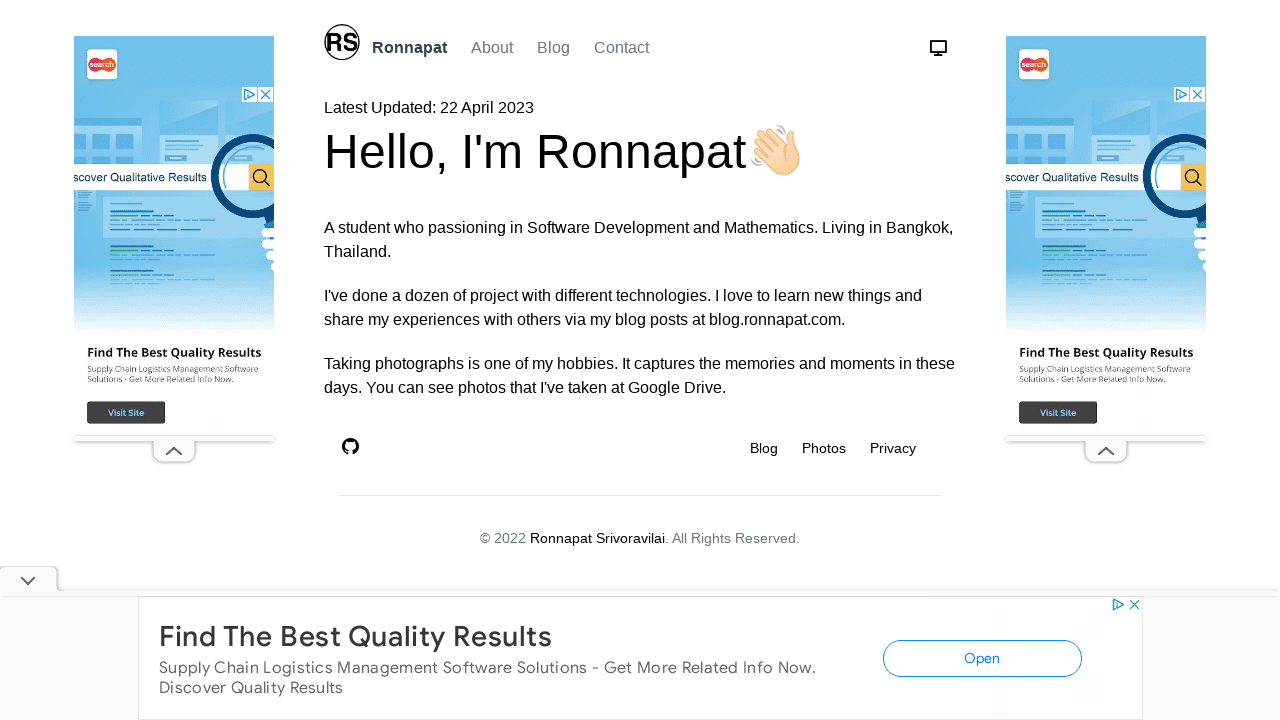 RS
Ronnapat
About
Blog
Contact
Latest Updated: 22 April 2023
Hello, I'm Ronnapat
A student who passioning in Software Development and Mathematics. Living in Bangkok,
Thailand.
I've done a dozen of project with different technologies. I love to learn new things and
share my experiences with others via my blog posts at blog.ronnapat.com.
Taking photographs is one of my hobbies. It captures the memories and moments in these
days. You can see photos that I've taken at Google Drive.
Blog
Photos
Privacy
© 2022 Ronnapat Srivoravilai. All Rights Reserved.
search
scover Qualitative Results
Find The Best Quality Results
Supply Chain Logistics Management Software
Solutions - Get More Related Info Now.
Visit Site
search
scover Qualitative Results
Find The Best Quality Results
Supply Chain Logistics Management Software
Solutions - Get More Related Info Now.
Visit Site
Find The Best Quality Results
Supply Chain Logistics Management Software Solutions - Get More Related Info Now.
Discover Quality Results
Open